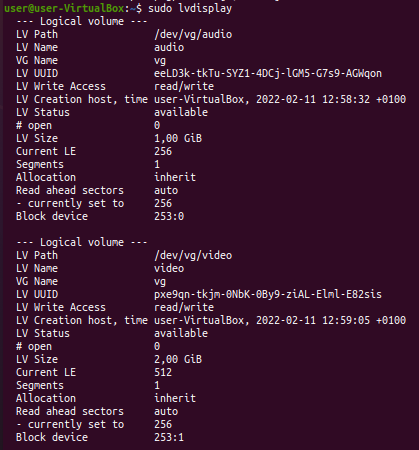 user@user-VirtualBox:~$ sudo lvdisplay
--- Logical volume ---
LV Path /dev/vg/audio
LV Name audio
VG Name vg
LV UUID eeLD3k-tkTu-SYZ1-4DCj-lGM5-G7s9-AGWqon
LV Write Access read/write
LV Creation host, time user-VirtualBox, 2022-02-11 12:58:32 +0100
LV Status available
# open 0
LV Size 1,00 GiB
Current LE 256
Segments 1
Allocation inherit
Read ahead sectors auto
- currently set to 256
Block device 253:0
--- Logical volume ---
LV Path /dev/vg/video
LV Name video
VG Name vg
LV UUID pxe9qn-tkjm-0NbK-0By9-ziAL-Elml-E82sis
LV Write Access read/write
LV Creation host, time user-VirtualBox, 2022-02-11 12:59:05 +0100
LV Status available
# open 0
LV Size 2,00 GiB
Current LE 512
Segments 1
Allocation inherit
Read ahead sectors auto
- currently set to 256
Block device 253:1